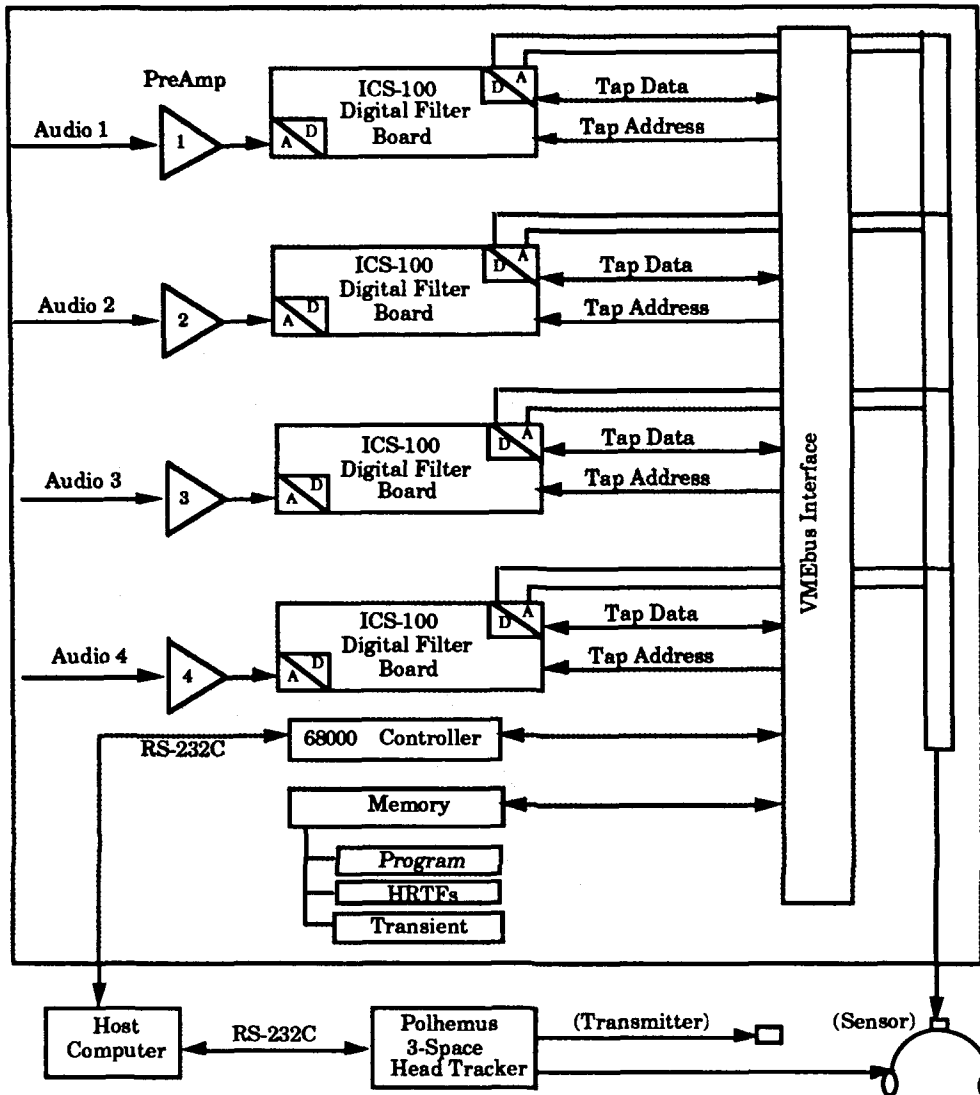 PreAmp
Audio 1
1
ICS-100
Digital Filter
Board
A D
D A
Tap Data
Tap Address
Audio 2
2
ICS-100
Digital Filter
Board
A D
D A
Tap Data
Tap Address
Audio 3
3
ICS-100
Digital Filter
Board
A D
D A
Tap Data
Tap Address
Audio 4
4
ICS-100
Digital Filter
Board
A D
D A
Tap Data
Tap Address
VMEbus Interface
RS-232C
68000 Controller
Memory
Program
HRTFs
Transient
Host
Computer
RS-232C
Polhemus
3-Space
Head Tracker
(Transmitter)
(Sensor)